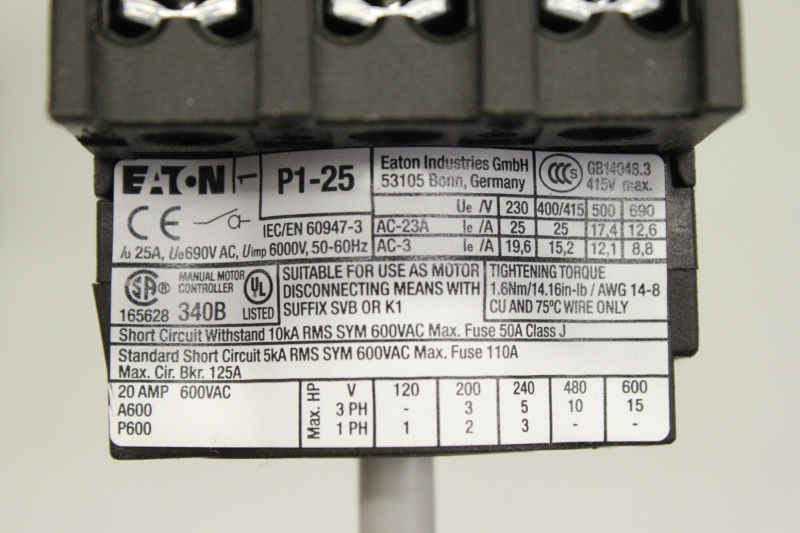 EATON 1 P1-25
Eaton Industries GmbH
53105 Bonn, Germany
CCC S
GB14048.3
415V max.
CE
IEC/EN 60947-3
Iu 25A, Ue690V AC, Uimp 6000V, 50-60Hz
Ue /V 230 400/415 500 690
AC-23A Ie /A 25 25 17,4 12,6
AC-3 Ie /A 19,6 15,2 12,1 8,8
SA
165628
MANUAL MOTOR
CONTROLLER
340B
UL
LISTED
SUITABLE FOR USE AS MOTOR
DISCONNECTING MEANS WITH
SUFFIX SVB OR K1
TIGHTENING TORQUE
1.6Nm/14.16in-lb / AWG 14-8
CU AND 75°C WIRE ONLY
Short Circuit Withstand 10kA RMS SYM 600VAC Max. Fuse 50A Class J
Standard Short Circuit 5kA RMS SYM 600VAC Max. Fuse 110A
Max. Cir. Bkr. 125A
20 AMP 600VAC
A600
P600
Max. HP
V 120 200 240 480 600
3 PH - 3 5 10 15
1 PH 1 2 3 - -